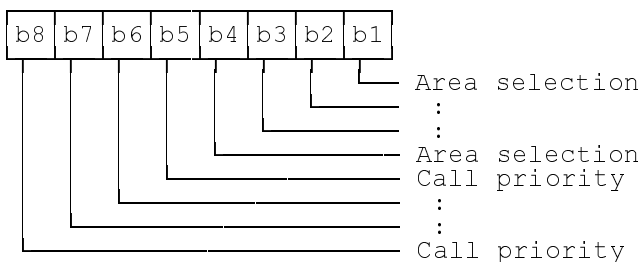 b8 b7 b6 b5 b4 b3 b2 b1
Area selection
:
:
Area selection
Call priority
:
:
Call priority